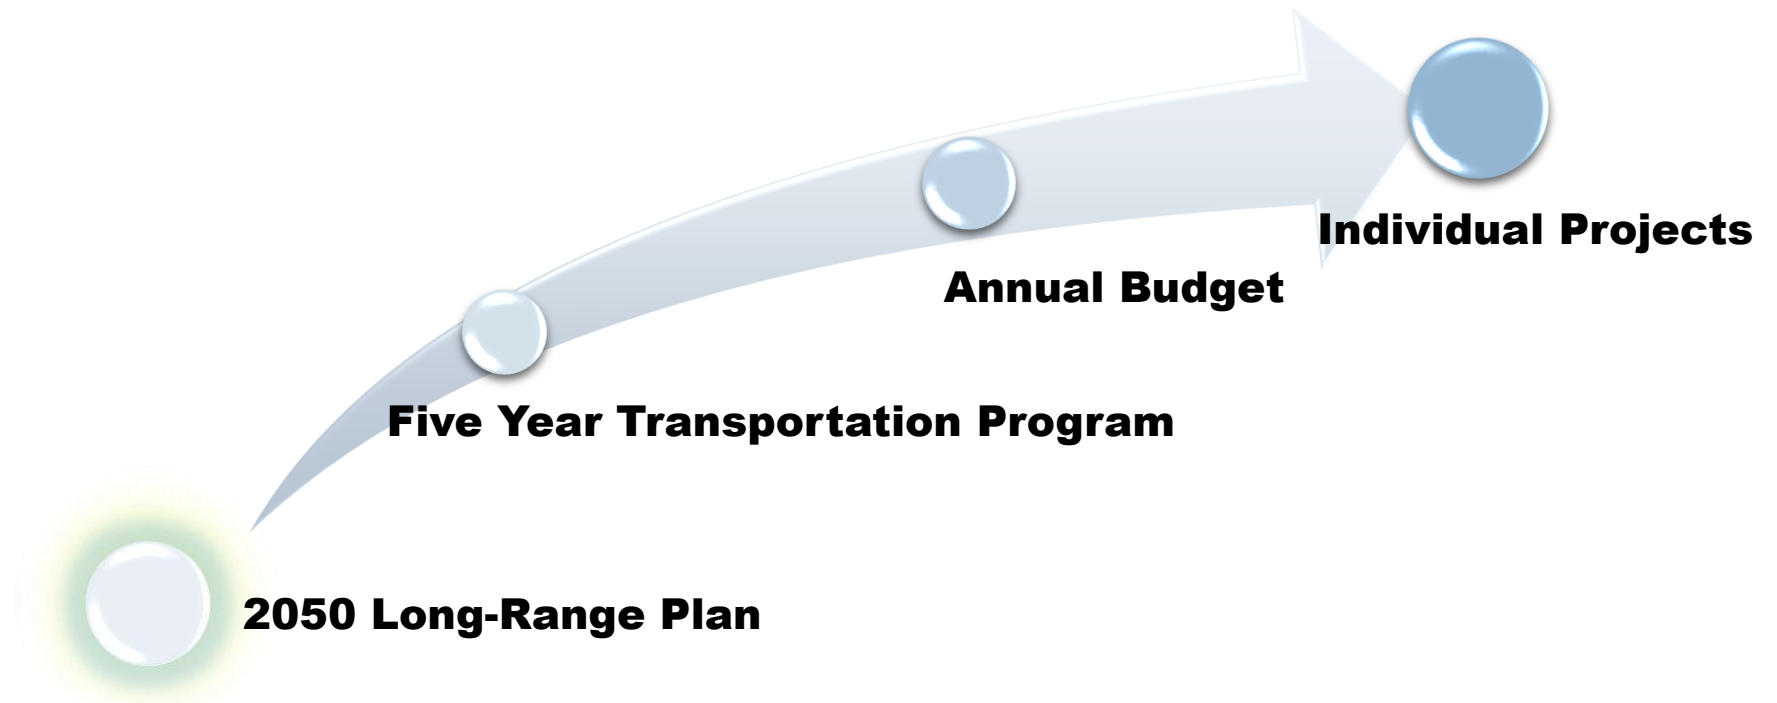 Individual Projects
Annual Budget
Five Year Transportation Program
2050 Long-Range Plan